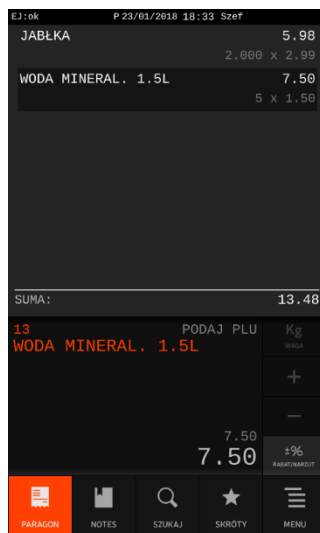 EJ:ok P 23/01/2018 18:33 Szef
JABŁKA 5.98
2.000 x 2.99
WODA MINERAL. 1.5L 7.50
5 x 1.50
SUMA: 13.48
13 PODAJ PLU
WODA MINERAL. 1.5L
Kg
WAGA
+
−
7.50
7.50
±%
RABAT/NARZUT
PARAGON NOTES SZUKAJ SKRÓTY MENU